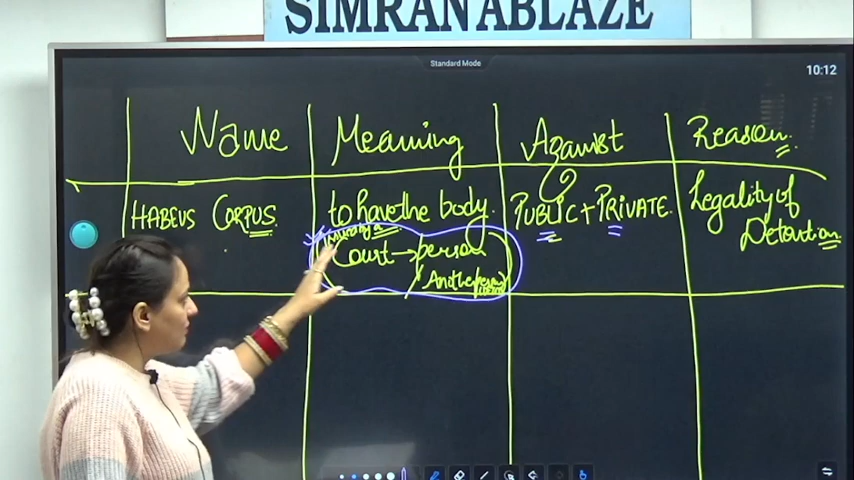 SIMRAN ABLAZE
Standard Mode
10:12
Name Meaning Against Reason.
HABEUS CORPUS to have the body. PUBLIC + PRIVATE. Legality of
Detention
Court → person